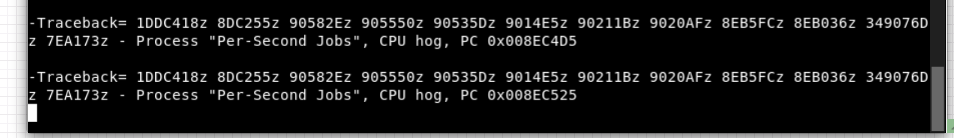 -Traceback= 1DDC418z 8DC255z 90582Ez 905550z 90535Dz 9014E5z 90211Bz 9020AFz 8EB5FCz 8EB036z 349076D
z 7EA173z - Process "Per-Second Jobs", CPU hog, PC 0x008EC4D5
-Traceback= 1DDC418z 8DC255z 90582Ez 905550z 90535Dz 9014E5z 90211Bz 9020AFz 8EB5FCz 8EB036z 349076D
z 7EA173z - Process "Per-Second Jobs", CPU hog, PC 0x008EC525